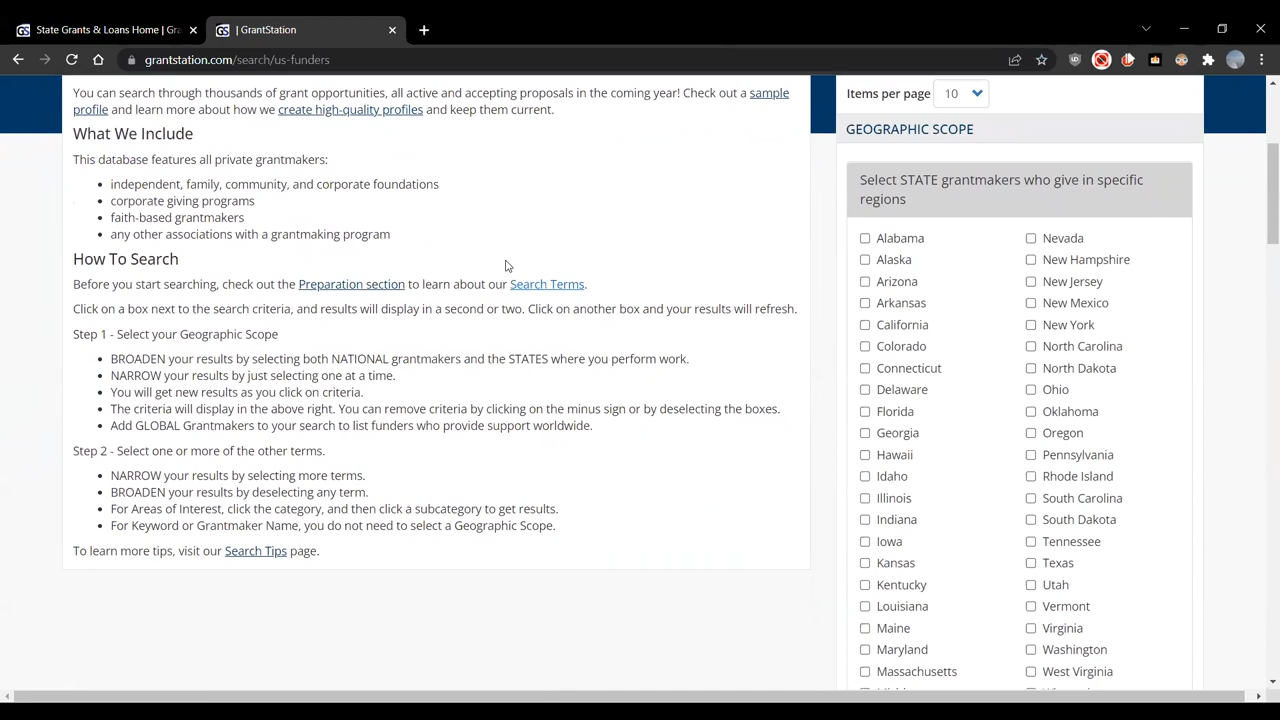 State Grants & Loans Home | Gra
| GrantStation
grantstation.com/search/us-funders
You can search through thousands of grant opportunities, all active and accepting proposals in the coming year! Check out a sample
profile and learn more about how we create high-quality profiles and keep them current.
What We Include
This database features all private grantmakers:
independent, family, community, and corporate foundations
corporate giving programs
faith-based grantmakers
any other associations with a grantmaking program
How To Search
Before you start searching, check out the Preparation section to learn about our Search Terms.
Click on a box next to the search criteria, and results will display in a second or two. Click on another box and your results will refresh.
Step 1 - Select your Geographic Scope
BROADEN your results by selecting both NATIONAL grantmakers and the STATES where you perform work.
NARROW your results by just selecting one at a time.
You will get new results as you click on criteria.
The criteria will display in the above right. You can remove criteria by clicking on the minus sign or by deselecting the boxes.
Add GLOBAL Grantmakers to your search to list funders who provide support worldwide.
Step 2 - Select one or more of the other terms.
NARROW your results by selecting more terms.
BROADEN your results by deselecting any term.
For Areas of Interest, click the category, and then click a subcategory to get results.
For Keyword or Grantmaker Name, you do not need to select a Geographic Scope.
To learn more tips, visit our Search Tips page.
Items per page 10
GEOGRAPHIC SCOPE
Select STATE grantmakers who give in specific
regions
Alabama
Alaska
Arizona
Arkansas
California
Colorado
Connecticut
Delaware
Florida
Georgia
Hawaii
Idaho
Illinois
Indiana
Iowa
Kansas
Kentucky
Louisiana
Maine
Maryland
Massachusetts
Nevada
New Hampshire
New Jersey
New Mexico
New York
North Carolina
North Dakota
Ohio
Oklahoma
Oregon
Pennsylvania
Rhode Island
South Carolina
South Dakota
Tennessee
Texas
Utah
Vermont
Virginia
Washington
West Virginia